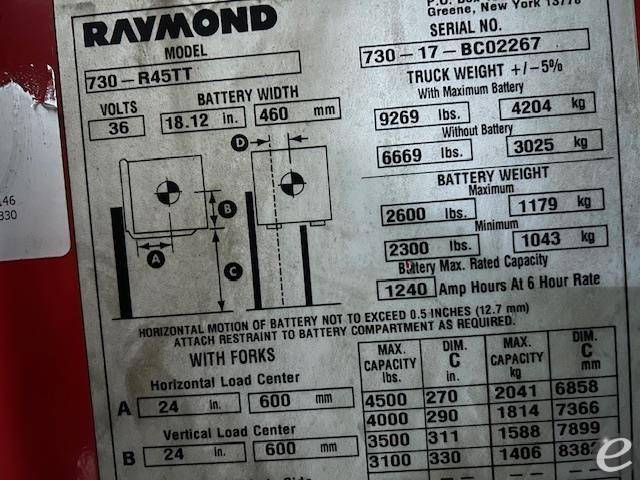 RAYMOND
MODEL
730-R45TT
VOLTS
36
BATTERY WIDTH
18.12 in. 460 mm
Greene, New York 13778
SERIAL NO.
730-17-BC02267
TRUCK WEIGHT +/-5%
With Maximum Battery
9269 lbs. 4204 kg
Without Battery
6669 lbs. 3025 kg
BATTERY WEIGHT
Maximum
2600 lbs. 1179 kg
Minimum
2300 lbs. 1043 kg
Battery Max. Rated Capacity
1240 Amp Hours At 6 Hour Rate
D
B
A
C
HORIZONTAL MOTION OF BATTERY NOT TO EXCEED 0.5 INCHES (12.7 mm)
ATTACH RESTRAINT TO BATTERY COMPARTMENT AS REQUIRED.
WITH FORKS
Horizontal Load Center
A 24 in. 600 mm
Vertical Load Center
B 24 in. 600 mm
MAX. CAPACITY lbs. DIM. C in. MAX. CAPACITY kg DIM. C mm
4500 270 2041 6858
4000 290 1814 7366
3500 311 1588 7899
3100 330 1406 8382
146
330
e